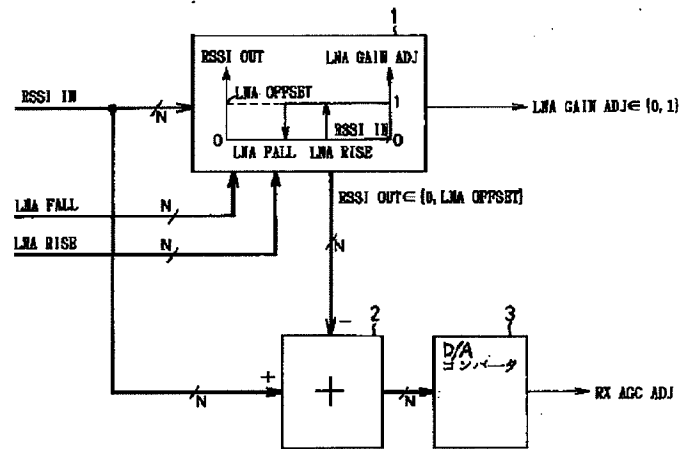 1
RSSI OUT
LNA GAIN ADJ
LNA OFFSET
1
RSSI IN
0
0
LNA FALL
LNA RISE
RSSI IN
N
LNA GAIN ADJ∈{0,1}
LNA FALL
N
LNA RISE
N
RSSI OUT∈{0,LNA OFFSET}
N
2
−
+
+
N
N
3
D/A
コンバータ
RX AGC ADJ